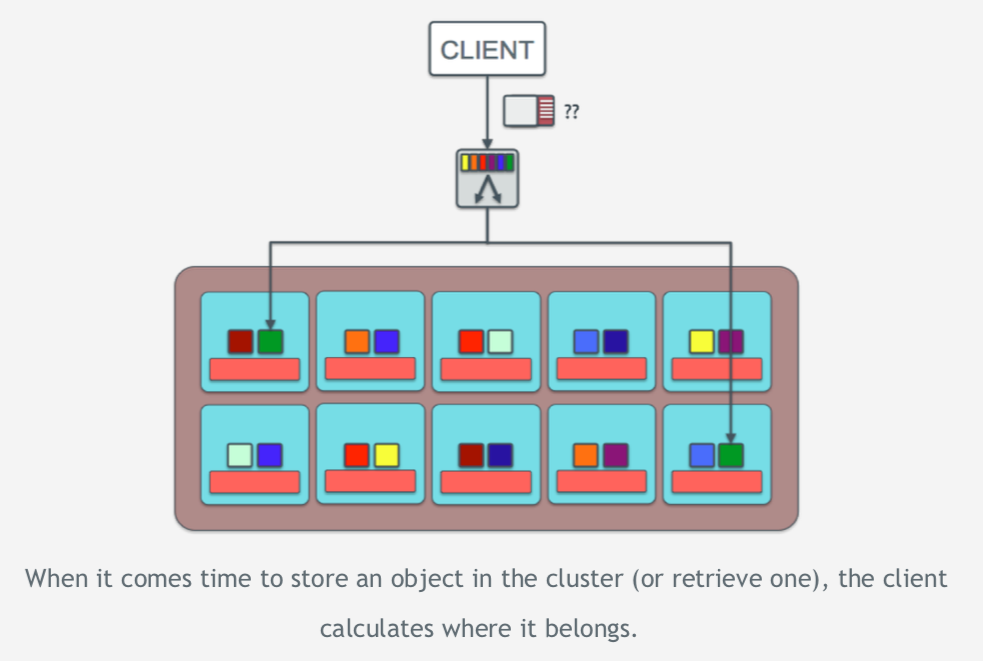 CLIENT
??
When it comes time to store an object in the cluster (or retrieve one), the client
calculates where it belongs.